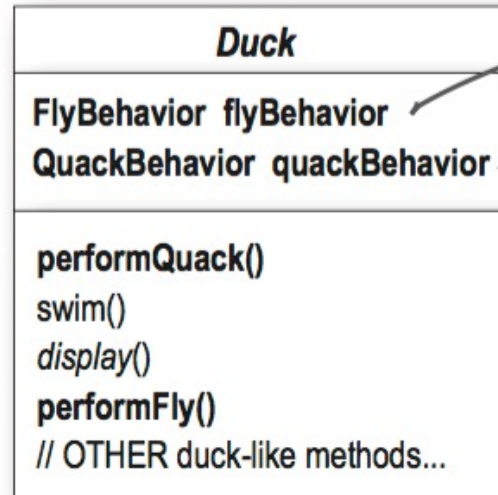 Duck
FlyBehavior flyBehavior
QuackBehavior quackBehavior
performQuack()
swim()
display()
performFly()
// OTHER duck-like methods...